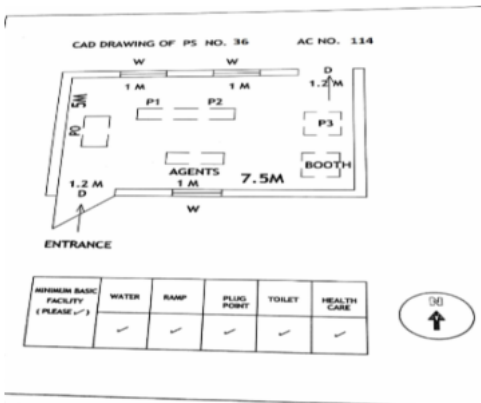 CAD DRAWING OF PS NO. 36 AC NO. 114
W W D
1 M 1 M 1.2 M
5M
P1 P2
PO
P3
AGENTS
BOOTH
1.2 M
D
1 M
7.5M
W
ENTRANCE
MINIMUM BASIC FACILITY (PLEASE ✓) WATER RAMP PLUG POINT TOILET HEALTH CARE
✓ ✓ ✓ ✓ ✓
N